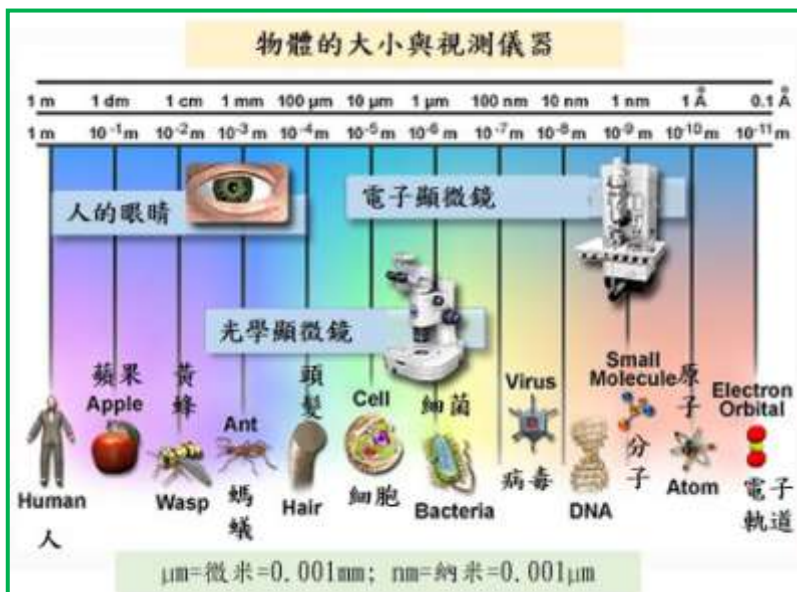 物體的大小與視測儀器
1 m 1 dm 1 cm 1 mm 100 μm 10 μm 1 μm 100 nm 10 nm 1 nm 1 Å 0.1 Å
1 m 10⁻¹ m 10⁻² m 10⁻³ m 10⁻⁴ m 10⁻⁵ m 10⁻⁶ m 10⁻⁷ m 10⁻⁸ m 10⁻⁹ m 10⁻¹⁰ m 10⁻¹¹ m
人的眼睛
電子顯微鏡
光學顯微鏡
Human
人
蘋果
Apple
黃蜂
Wasp
Ant
螞蟻
頭髮
Hair
Cell
細胞
細菌
Bacteria
Virus
病毒
DNA
Small
Molecule
分子
原子
Atom
Electron
Orbital
電子
軌道
μm=微米=0.001mm; nm=納米=0.001μm